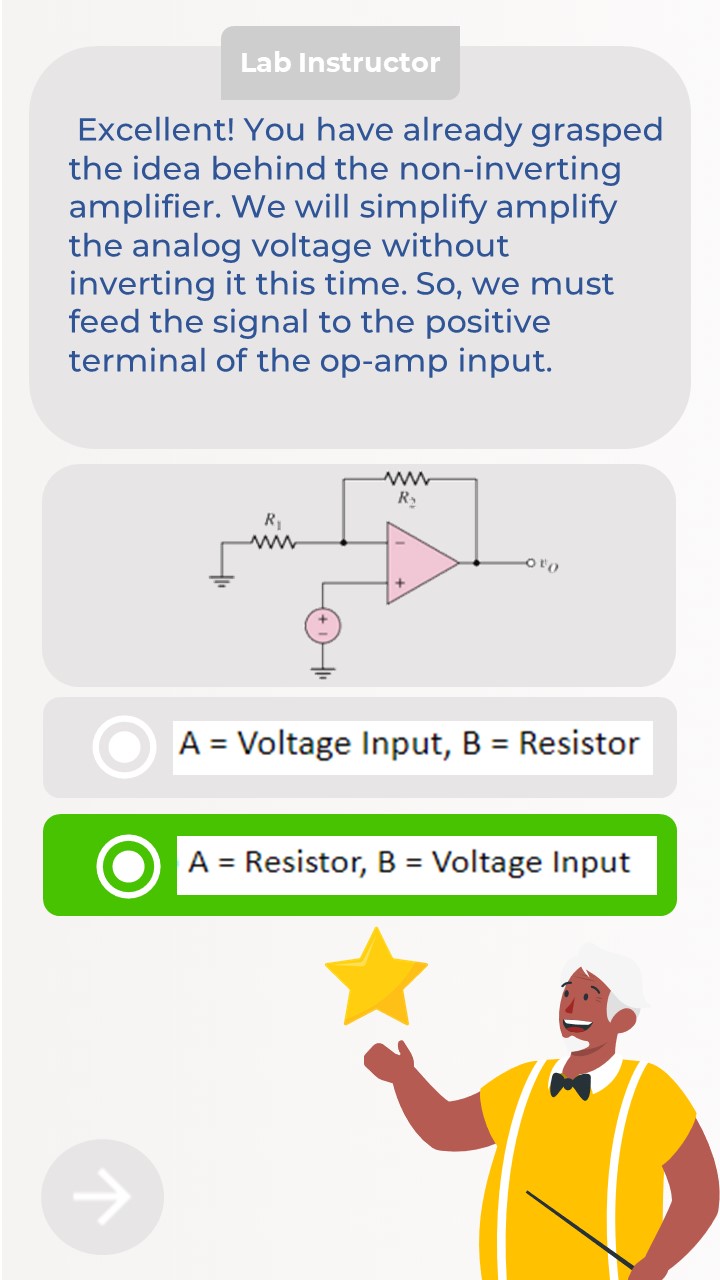 Lab Instructor
Excellent! You have already grasped
the idea behind the non-inverting
amplifier. We will simplify amplify
the analog voltage without
inverting it this time. So, we must
feed the signal to the positive
terminal of the op-amp input.
R₂
R₁
−
+
v_O
+
−
A = Voltage Input, B = Resistor
A = Resistor, B = Voltage Input